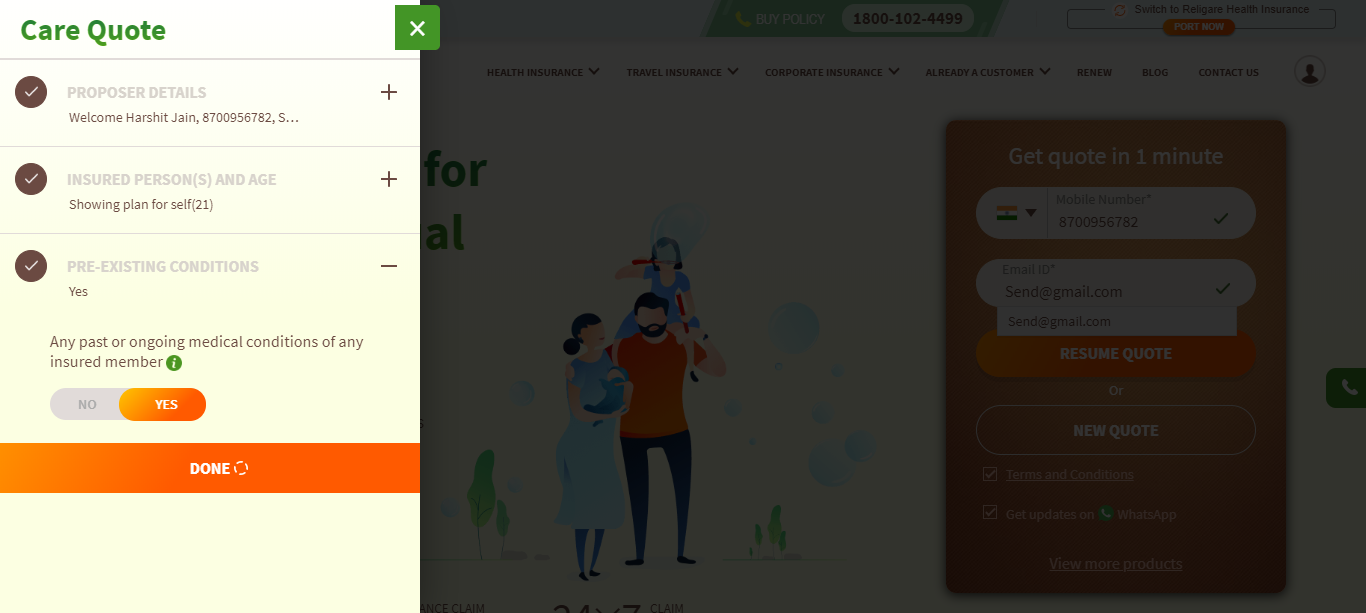 Care Quote
PROPOSER DETAILS
Welcome Harshit Jain, 8700956782, S...
INSURED PERSON(S) AND AGE
Showing plan for self(21)
PRE-EXISTING CONDITIONS
Yes
Any past or ongoing medical conditions of any
insured member
NO YES
DONE
BUY POLICY 1800-102-4499
Switch to Religare Health Insurance
PORT NOW
HEALTH INSURANCE TRAVEL INSURANCE CORPORATE INSURANCE ALREADY A CUSTOMER RENEW BLOG CONTACT US
for
al
s
Get quote in 1 minute
Mobile Number*
8700956782
Email ID*
Send@gmail.com
Send@gmail.com
RESUME QUOTE
Or
NEW QUOTE
Terms and Conditions
Get updates on WhatsApp
View more products
ANCE CLAIM
24x7 CLAIM